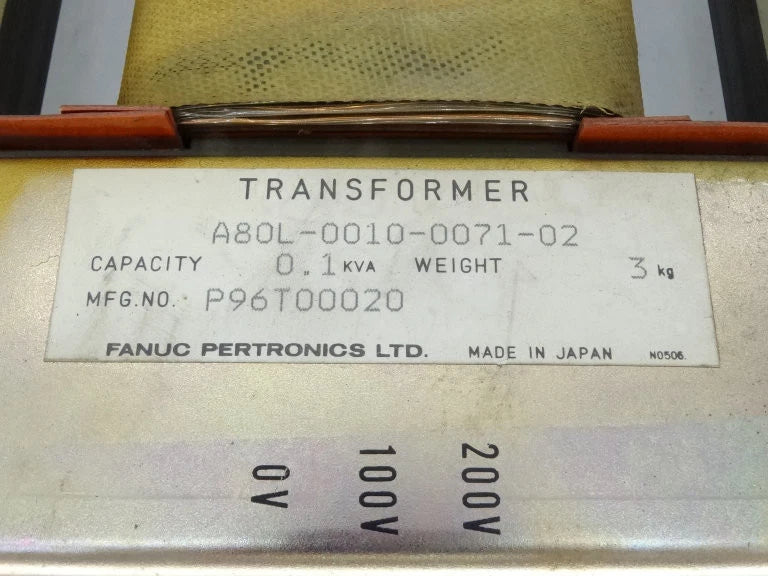 TRANSFORMER
A80L-0010-0071-02
CAPACITY 0.1 KVA WEIGHT 3 kg
MFG.NO. P96T00020
FANUC PERTRONICS LTD. MADE IN JAPAN N0506.
0V 100V 200V